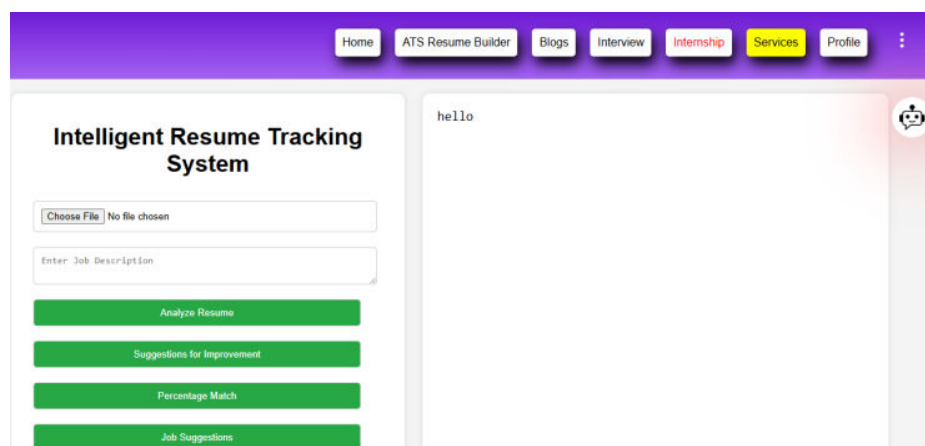 Home ATS Resume Builder Blogs Interview Internship Services Profile
Intelligent Resume Tracking
System
Choose File No file chosen
Enter Job Description
Analyze Resume
Suggestions for Improvement
Percentage Match
Job Suggestions
hello